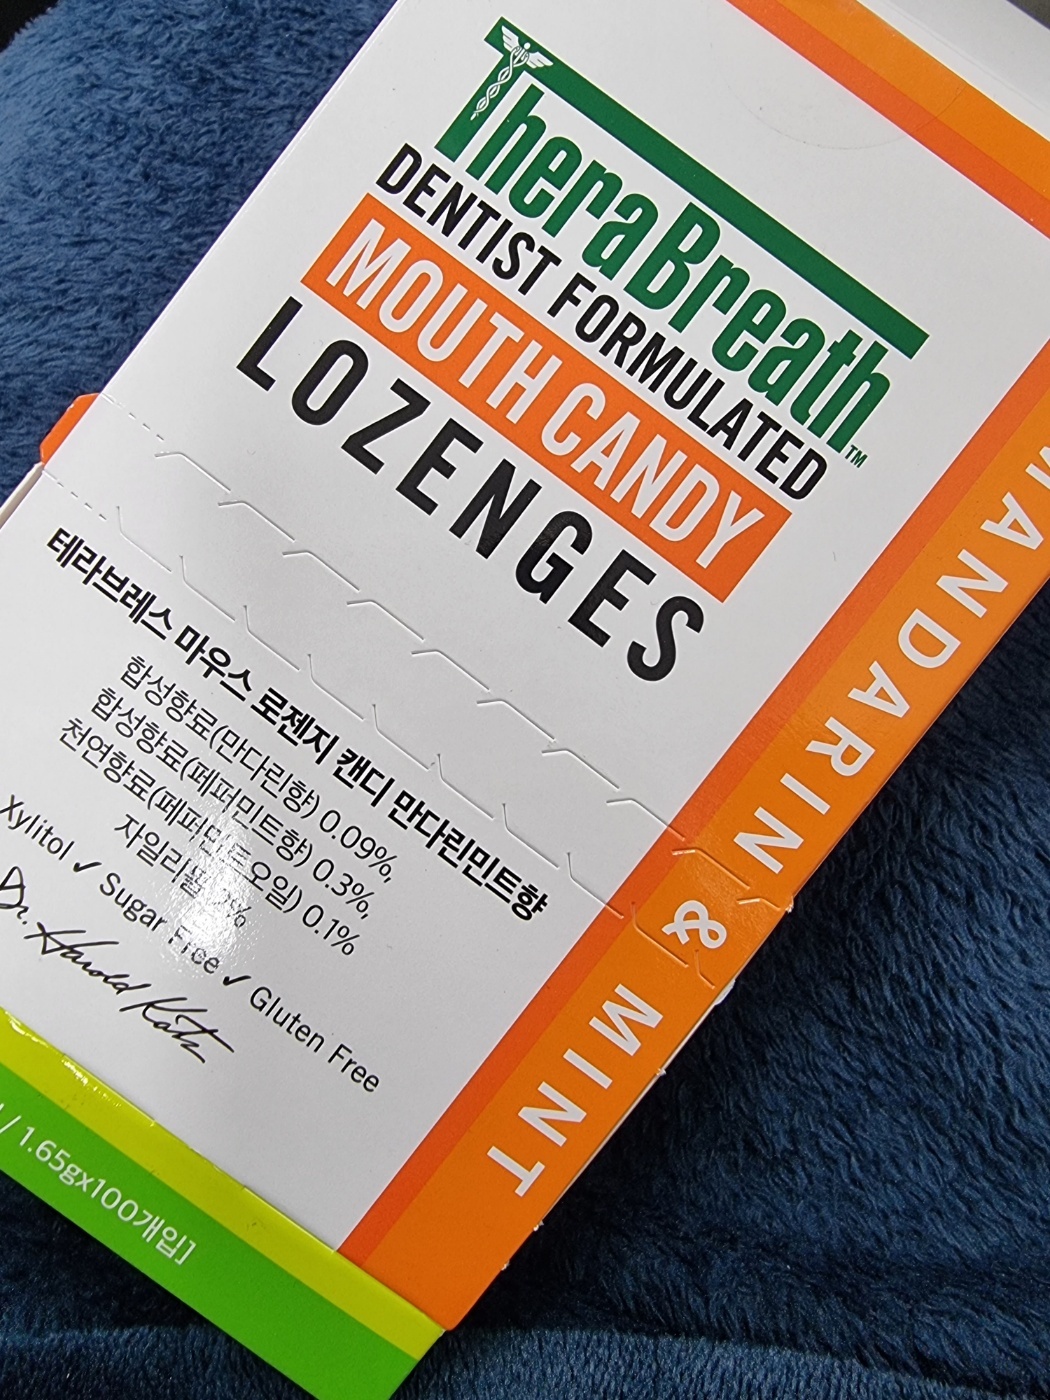 TheraBreath™
DENTIST FORMULATED
MOUTH CANDY
LOZENGES
테라브레스 마우스 로젠지 캔디 만다린민트향
합성향료(만다린향) 0.09%,
합성향료(페퍼민트향) 0.3%,
천연향료(페퍼민트오일) 0.1%
자일리톨
Xylitol ✓ Sugar Free ✓ Gluten Free
Dr. Harold Katz
/ 1.65gx100개입]
MANDARIN & MINT